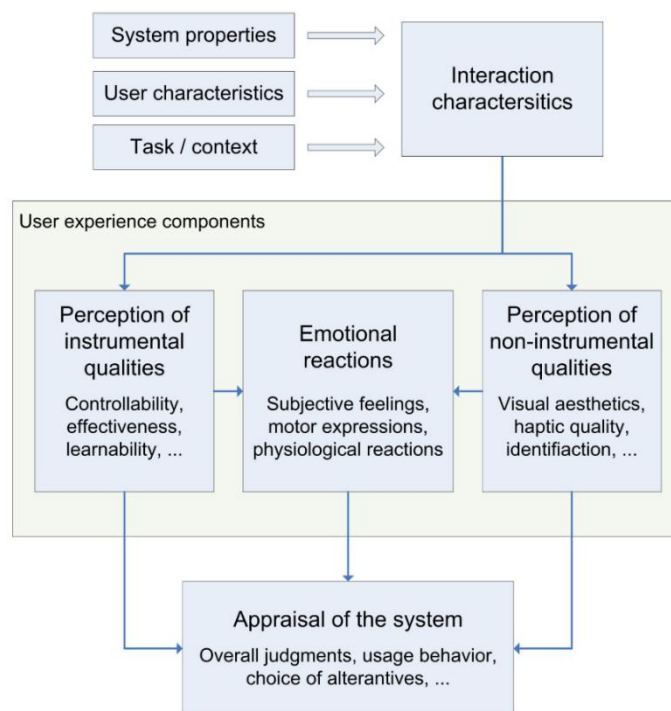 System properties
User characteristics
Task / context
Interaction
charactersitics
User experience components
Perception of
instrumental
qualities
Controllability,
effectiveness,
learnability, ...
Emotional
reactions
Subjective feelings,
motor expressions,
physiological reactions
Perception of
non-instrumental
qualities
Visual aesthetics,
haptic quality,
identifiaction, ...
Appraisal of the system
Overall judgments, usage behavior,
choice of alterantives, ...